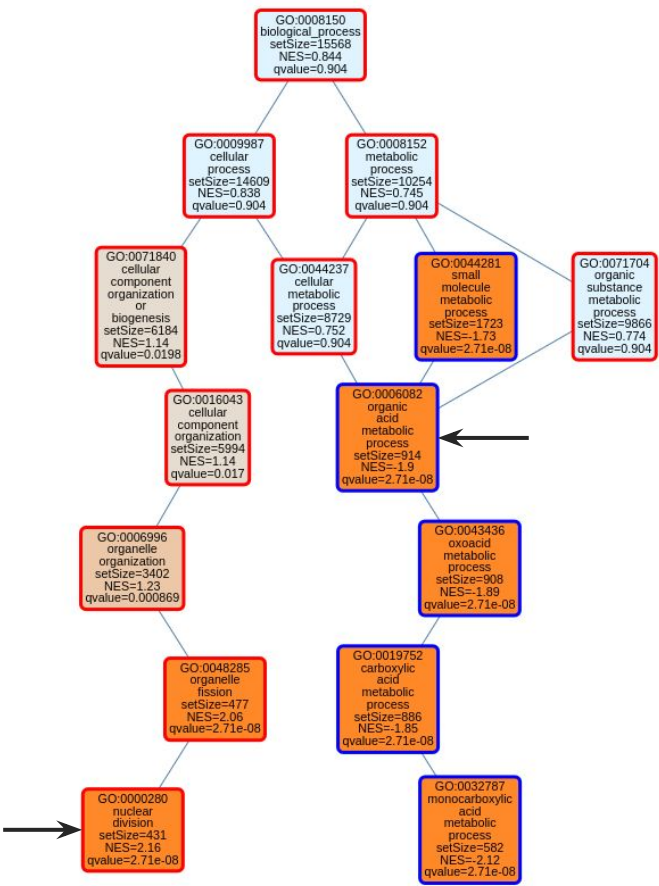 GO:0008150
biological_process
setSize=15568
NES=0.844
qvalue=0.904
GO:0009987
cellular
process
setSize=14609
NES=0.838
qvalue=0.904
GO:0008152
metabolic
process
setSize=10254
NES=0.745
qvalue=0.904
GO:0071840
cellular
component
organization
or
biogenesis
setSize=6184
NES=1.14
qvalue=0.0198
GO:0044237
cellular
metabolic
process
setSize=8729
NES=0.752
qvalue=0.904
GO:0044281
small
molecule
metabolic
process
setSize=1723
NES=-1.73
qvalue=2.71e-08
GO:0071704
organic
substance
metabolic
process
setSize=9866
NES=0.774
qvalue=0.904
GO:0016043
cellular
component
organization
setSize=5994
NES=1.14
qvalue=0.017
GO:0006082
organic
acid
metabolic
process
setSize=914
NES=-1.9
qvalue=2.71e-08
GO:0006996
organelle
organization
setSize=3402
NES=1.23
qvalue=0.000869
GO:0043436
oxoacid
metabolic
process
setSize=908
NES=-1.89
qvalue=2.71e-08
GO:0048285
organelle
fission
setSize=477
NES=2.06
qvalue=2.71e-08
GO:0019752
carboxylic
acid
metabolic
process
setSize=886
NES=-1.85
qvalue=2.71e-08
GO:0000280
nuclear
division
setSize=431
NES=2.16
qvalue=2.71e-08
GO:0032787
monocarboxylic
acid
metabolic
process
setSize=582
NES=-2.12
qvalue=2.71e-08